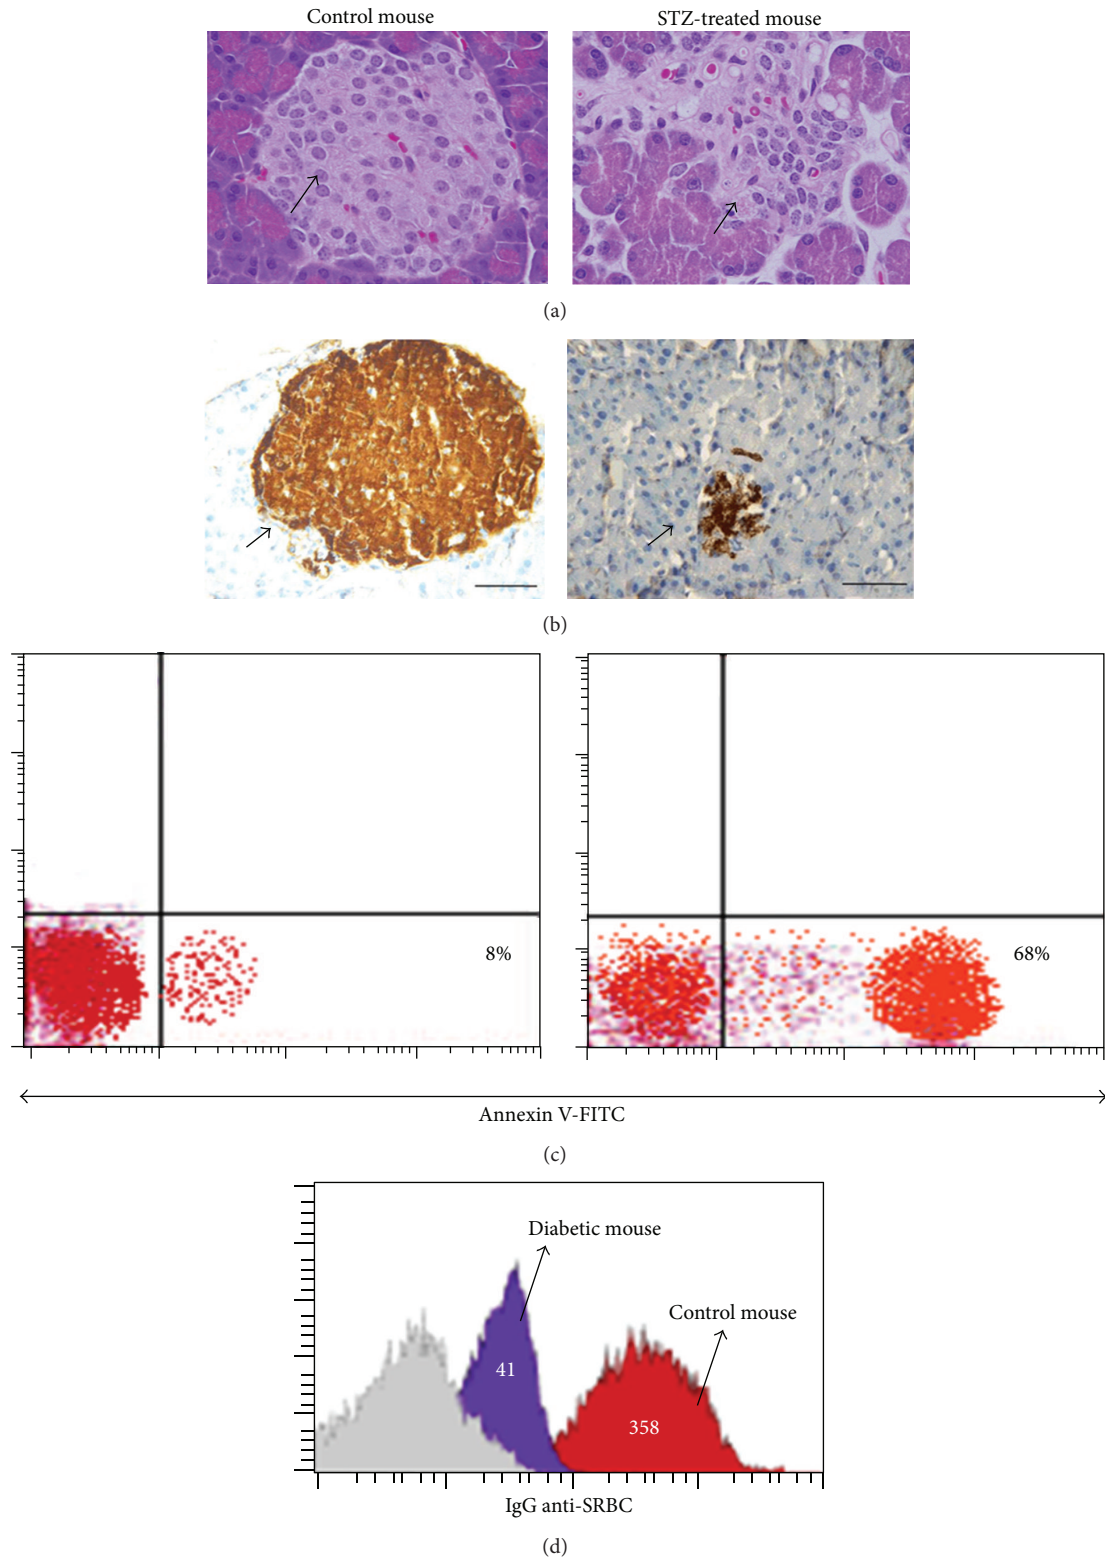 Control mouse
STZ-treated mouse
(a)
(b)
8%
68%
Annexin V-FITC
(c)
Diabetic mouse
Control mouse
41
358
IgG anti-SRBC
(d)